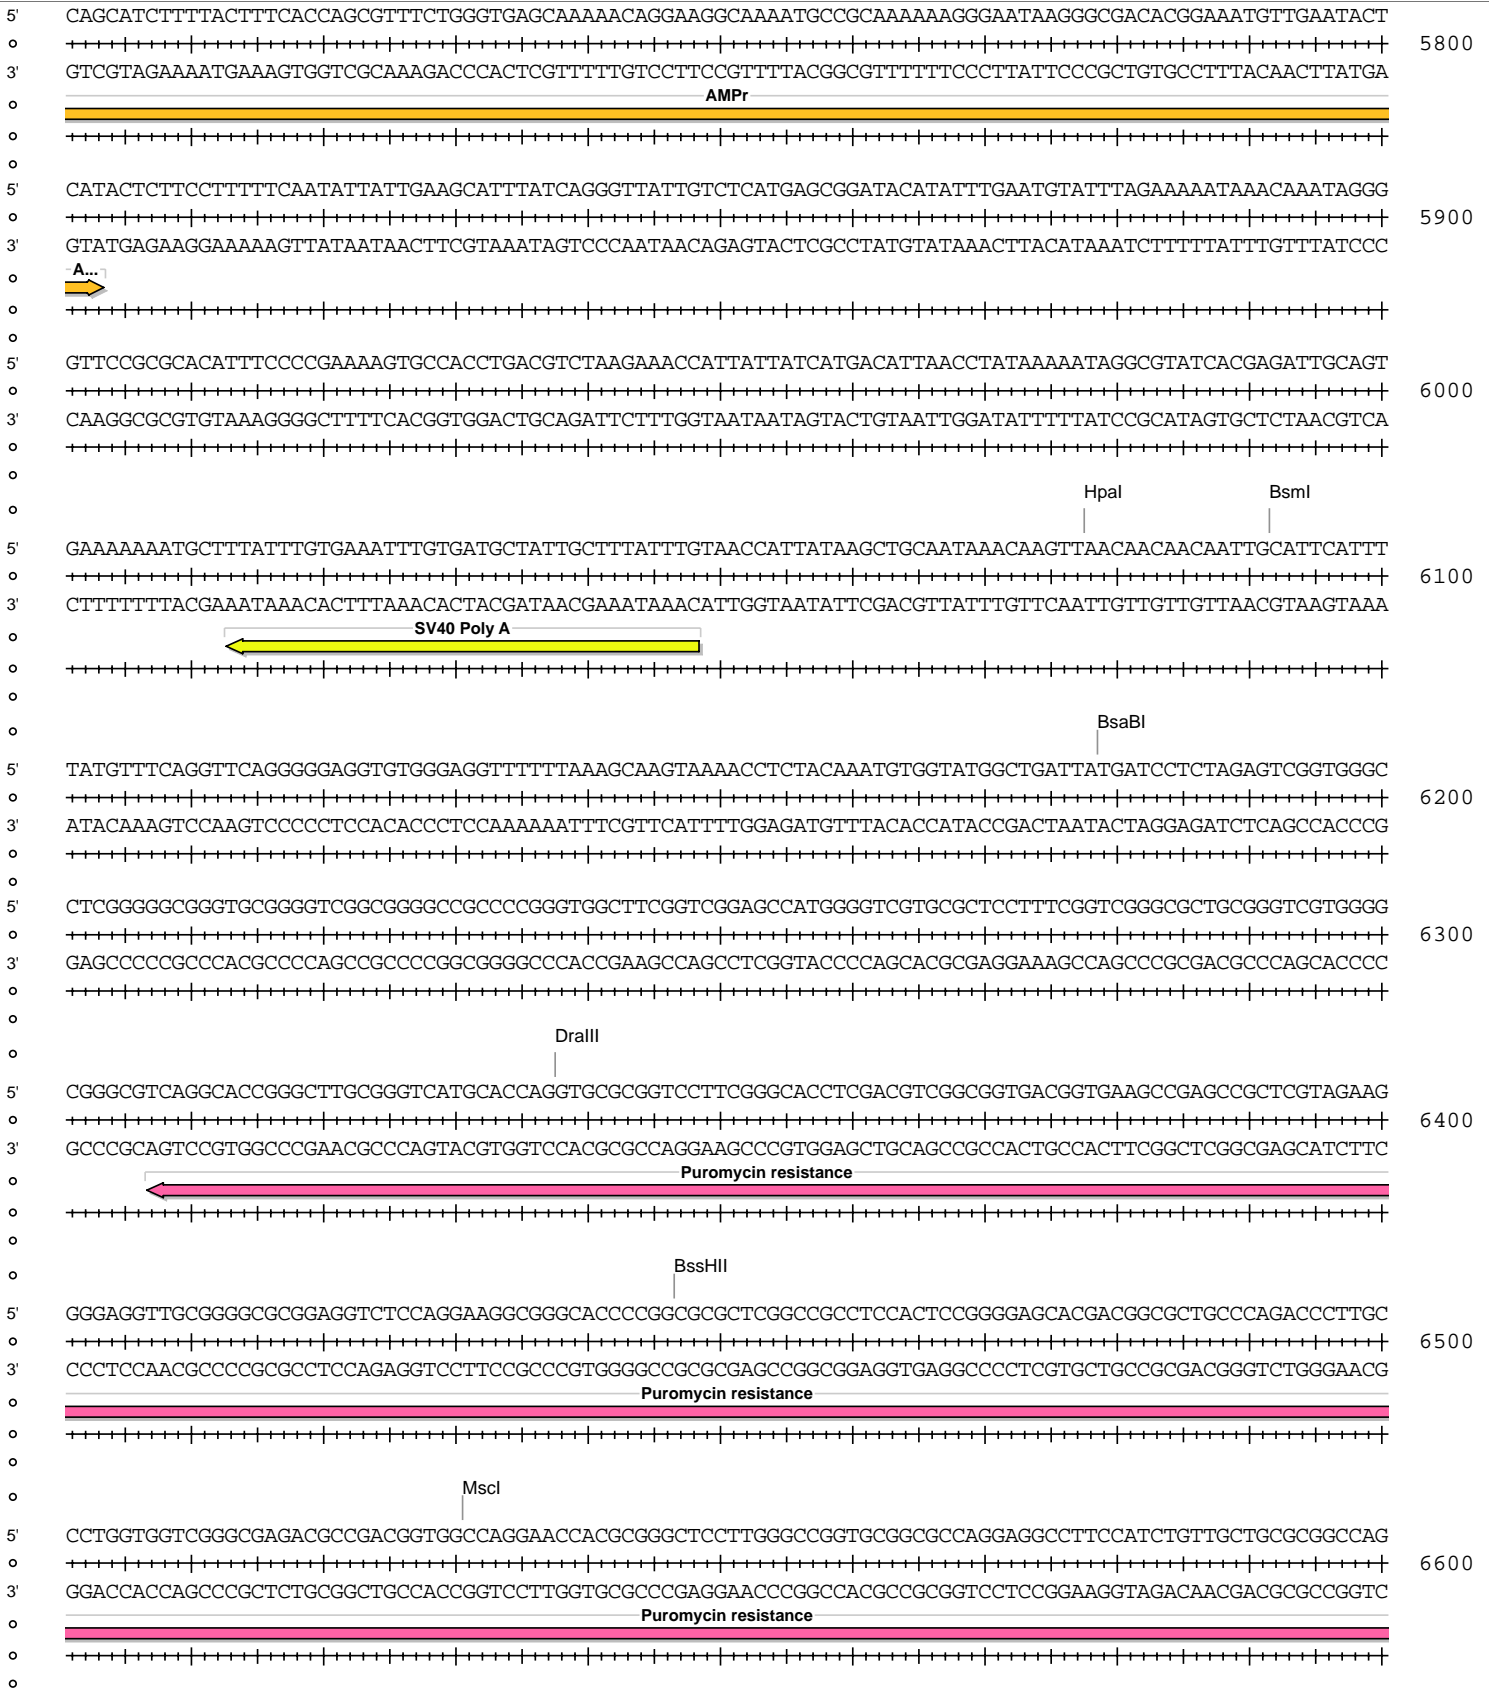 5' CAGCATCTTTTACTTTCACCAGCGTTTCTGGGTGAGCAAAAACAGGAAGGCAAAATGCCGCAAAAAAGGGAATAAGGGCGACACGGAAATGTTGAATACT
5800
3' GTCGTAGAAAATGAAAGTGGTCGCAAAGACCCACTCGTTTTTGTCCTTCCGTTTTACGGCGTTTTTTCCCTTATTCCCGCTGTGCCTTTACAACTTATGA
AMPr
5' CATACTCTTCCTTTTTCAATATTATTGAAGCATTTATCAGGGTTATTGTCTCATGAGCGGATACATATTTGAATGTATTTAGAAAAATAAACAAATAGGG
5900
3' GTATGAGAAGGAAAAAGTTATAATAACTTCGTAAATAGTCCCAATAACAGAGTACTCGCCTATGTATAAACTTACATAAATCTTTTTATTTGTTTATCCC
A...
5' GTTCCGCGCACATTTCCCCGAAAAGTGCCACCTGACGTCTAAGAAACCATTATTATCATGACATTAACCTATAAAAATAGGCGTATCACGAGATTGCAGT
6000
3' CAAGGCGCGTGTAAAGGGGCTTTTCACGGTGGACTGCAGATTCTTTGGTAATAATAGTACTGTAATTGGATATTTTTATCCGCATAGTGCTCTAACGTCA
HpaI BsmI
5' GAAAAAAATGCTTTATTTGTGAAATTTGTGATGCTATTGCTTTATTTGTAACCATTATAAGCTGCAATAAACAAGTTAACAACAACAATTGCATTCATTT
6100
3' CTTTTTTTACGAAATAAACACTTTAAACACTACGATAACGAAATAAACATTGGTAATATTCGACGTTATTTGTTCAATTGTTGTTGTTAACGTAAGTAAA
SV40 Poly A
BsaBI
5' TATGTTTCAGGTTCAGGGGGAGGTGTGGGAGGTTTTTTAAAGCAAGTAAAACCTCTACAAATGTGGTATGGCTGATTATGATCCTCTAGAGTCGGTGGGC
6200
3' ATACAAAGTCCAAGTCCCCCTCCACACCCTCCAAAAAATTTCGTTCATTTTGGAGATGTTTACACCATACCGACTAATACTAGGAGATCTCAGCCACCCG
5' CTCGGGGGCGGGTGCGGGGTCGGCGGGGCCGCCCCGGGTGGCTTCGGTCGGAGCCATGGGGTCGTGCGCTCCTTTCGGTCGGGCGCTGCGGGTCGTGGGG
6300
3' GAGCCCCCGCCCACGCCCCAGCCGCCCCGGCGGGGCCCACCGAAGCCAGCCTCGGTACCCCAGCACGCGAGGAAAGCCAGCCCGCGACGCCCAGCACCCC
DraIII
5' CGGGCGTCAGGCACCGGGCTTGCGGGTCATGCACCAGGTGCGCGGTCCTTCGGGCACCTCGACGTCGGCGGTGACGGTGAAGCCGAGCCGCTCGTAGAAG
6400
3' GCCCGCAGTCCGTGGCCCGAACGCCCAGTACGTGGTCCACGCGCCAGGAAGCCCGTGGAGCTGCAGCCGCCACTGCCACTTCGGCTCGGCGAGCATCTTC
Puromycin resistance
BssHII
5' GGGAGGTTGCGGGGCGCGGAGGTCTCCAGGAAGGCGGGCACCCCGGCGCGCTCGGCCGCCTCCACTCCGGGGAGCACGACGGCGCTGCCCAGACCCTTGC
6500
3' CCCTCCAACGCCCCGCGCCTCCAGAGGTCCTTCCGCCCGTGGGGCCGCGCGAGCCGGCGGAGGTGAGGCCCCTCGTGCTGCCGCGACGGGTCTGGGAACG
Puromycin resistance
MscI
5' CCTGGTGGTCGGGCGAGACGCCGACGGTGGCCAGGAACCACGCGGGCTCCTTGGGCCGGTGCGGCGCCAGGAGGCCTTCCATCTGTTGCTGCGCGGCCAG
6600
3' GGACCACCAGCCCGCTCTGCGGCTGCCACCGGTCCTTGGTGCGCCCGAGGAACCCGGCCACGCCGCGGTCCTCCGGAAGGTAGACAACGACGCGCCGGTC
Puromycin resistance